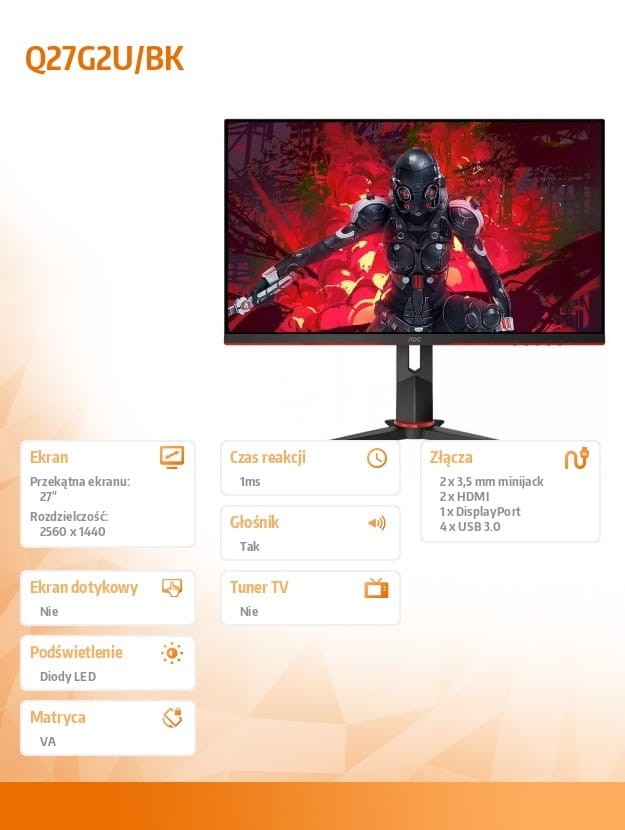 Q27G2U/BK
AOC
Ekran
Przekątna ekranu:
27"
Rozdzielczość:
2560 x 1440
Czas reakcji
1ms
Głośnik
Tak
Złącza
2 x 3,5 mm minijack
2 x HDMI
1 x DisplayPort
4 x USB 3.0
Ekran dotykowy
Nie
Tuner TV
Nie
Podświetlenie
Diody LED
Matryca
VA